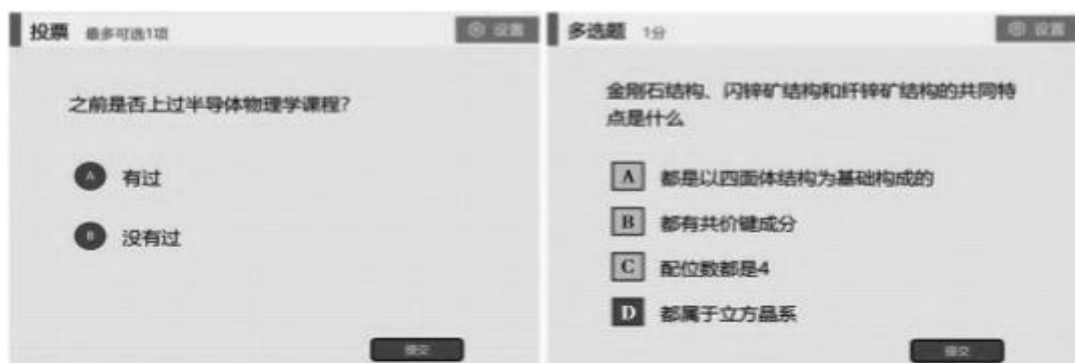 投票 最多可选1项
设置
之前是否上过半导体物理学课程?
A 有过
B 没有过
提交
多选题 1分
设置
金刚石结构、闪锌矿结构和纤锌矿结构的共同特
点是什么
A 都是以四面体结构为基础构成的
B 都有共价键成分
C 配位数都是4
D 都属于立方晶系
提交